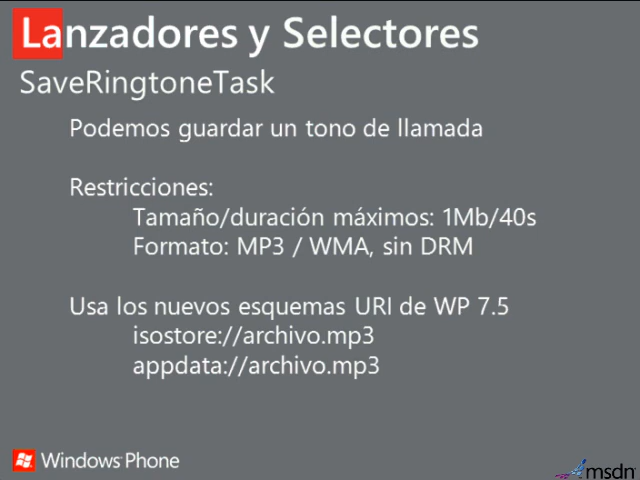 Lanzadores y Selectores
SaveRingtoneTask
Podemos guardar un tono de llamada
Restricciones:
Tamaño/duración máximos: 1Mb/40s
Formato: MP3 / WMA, sin DRM
Usa los nuevos esquemas URI de WP 7.5
isostore://archivo.mp3
appdata://archivo.mp3
Windows Phone
msdn